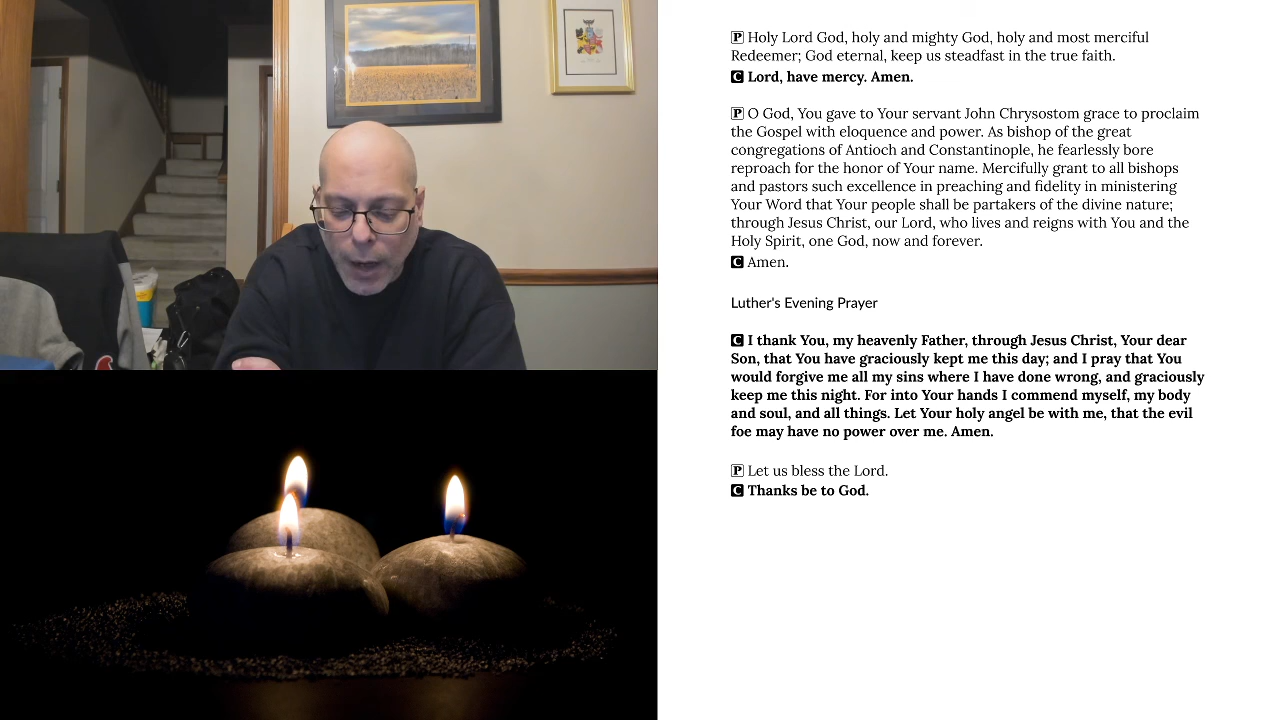 P Holy Lord God, holy and mighty God, holy and most merciful
Redeemer; God eternal, keep us steadfast in the true faith.
C Lord, have mercy. Amen.
P O God, You gave to Your servant John Chrysostom grace to proclaim
the Gospel with eloquence and power. As bishop of the great
congregations of Antioch and Constantinople, he fearlessly bore
reproach for the honor of Your name. Mercifully grant to all bishops
and pastors such excellence in preaching and fidelity in ministering
Your Word that Your people shall be partakers of the divine nature;
through Jesus Christ, our Lord, who lives and reigns with You and the
Holy Spirit, one God, now and forever.
C Amen.
Luther's Evening Prayer
C I thank You, my heavenly Father, through Jesus Christ, Your dear
Son, that You have graciously kept me this day; and I pray that You
would forgive me all my sins where I have done wrong, and graciously
keep me this night. For into Your hands I commend myself, my body
and soul, and all things. Let Your holy angel be with me, that the evil
foe may have no power over me. Amen.
P Let us bless the Lord.
C Thanks be to God.